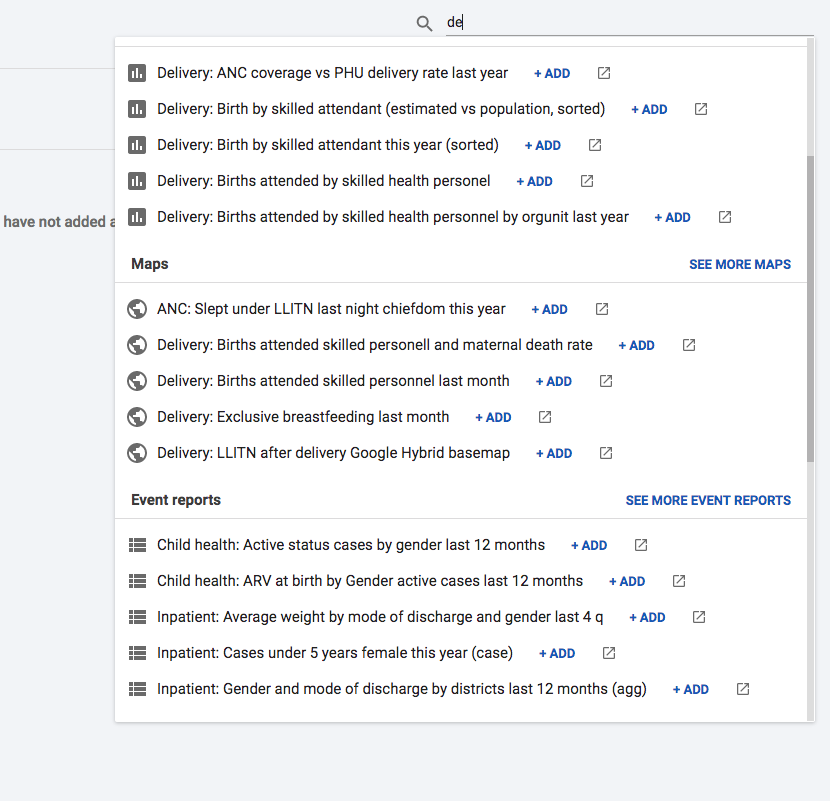 de
Delivery: ANC coverage vs PHU delivery rate last year + ADD
Delivery: Birth by skilled attendant (estimated vs population, sorted) + ADD
Delivery: Birth by skilled attendant this year (sorted) + ADD
Delivery: Births attended by skilled health personel + ADD
Delivery: Births attended by skilled health personnel by orgunit last year + ADD
have not added a
Maps SEE MORE MAPS
ANC: Slept under LLITN last night chiefdom this year + ADD
Delivery: Births attended skilled personell and maternal death rate + ADD
Delivery: Births attended skilled personnel last month + ADD
Delivery: Exclusive breastfeeding last month + ADD
Delivery: LLITN after delivery Google Hybrid basemap + ADD
Event reports SEE MORE EVENT REPORTS
Child health: Active status cases by gender last 12 months + ADD
Child health: ARV at birth by Gender active cases last 12 months + ADD
Inpatient: Average weight by mode of discharge and gender last 4 q + ADD
Inpatient: Cases under 5 years female this year (case) + ADD
Inpatient: Gender and mode of discharge by districts last 12 months (agg) + ADD